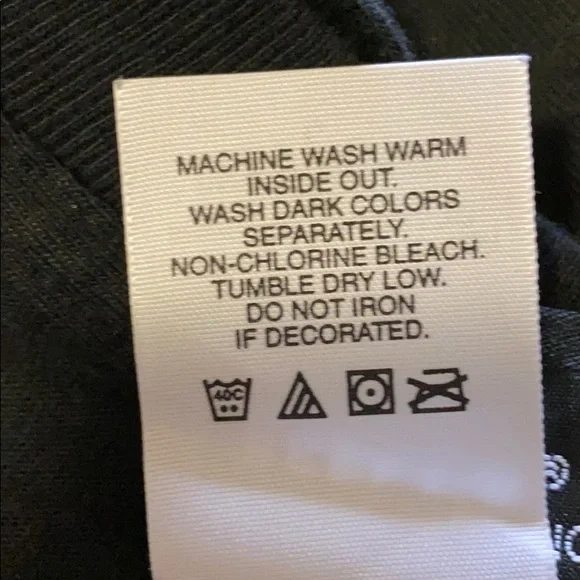 MACHINE WASH WARM
INSIDE OUT.
WASH DARK COLORS
SEPARATELY.
NON-CHLORINE BLEACH.
TUMBLE DRY LOW.
DO NOT IRON
IF DECORATED.
40C